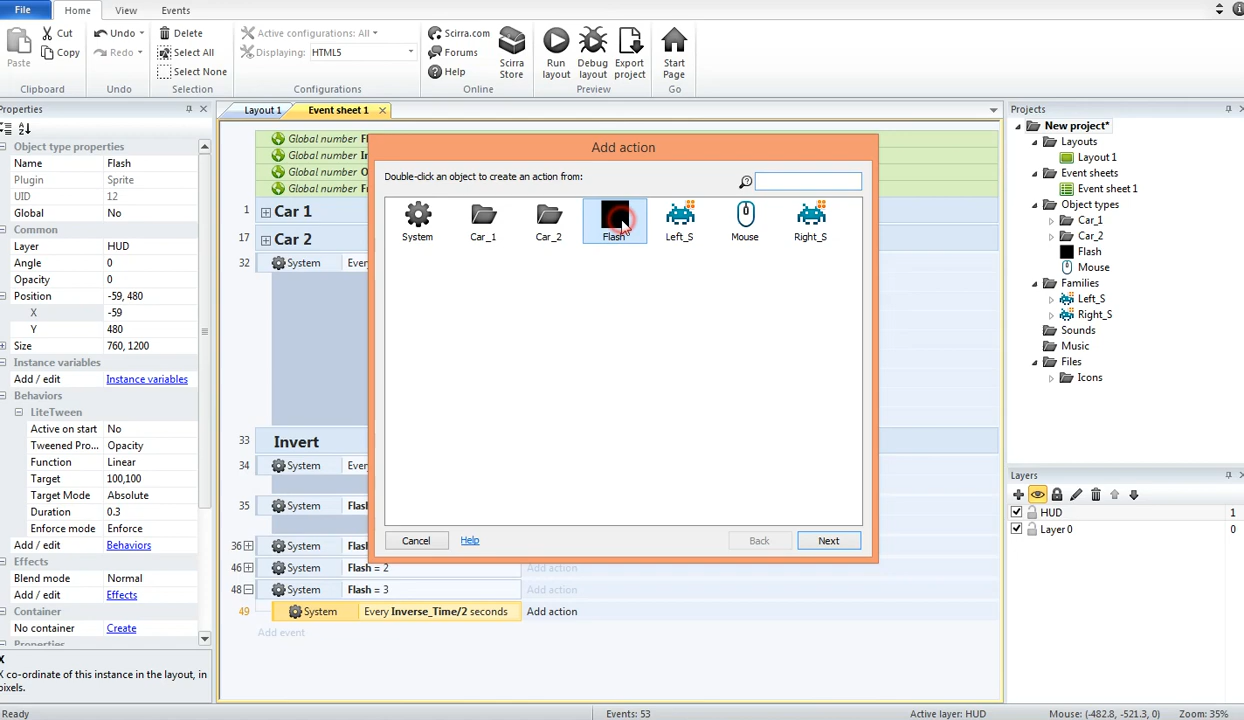 File Home View Events
Cut
Copy
Paste
Clipboard
Undo
Redo
Undo
Delete
Select All
Select None
Selection
Active configurations: All
Displaying: HTML5
Configurations
Scirra.com
Forums
Help
Scirra Store
Online
Run layout
Debug layout
Export project
Preview
Start Page
Go
Properties
Object type properties
Name Flash
Plugin Sprite
UID 12
Global No
Common
Layer HUD
Angle 0
Opacity 0
Position -59, 480
X -59
Y 480
Size 760, 1200
Instance variables
Add / edit Instance variables
Behaviors
LiteTween
Active on start No
Tweened Pro... Opacity
Function Linear
Target 100,100
Target Mode Absolute
Duration 0.3
Enforce mode Enforce
Add / edit Behaviors
Effects
Blend mode Normal
Add / edit Effects
Container
No container Create
Properties
X
X co-ordinate of this instance in the layout, in
pixels.
Layout 1 Event sheet 1
Global number
Global number
Global number
Global number
1 Car 1
17 Car 2
32 System
33 Invert
34 System
35 System
36 System
46 System Flash = 2 Add action
48 System Flash = 3
49 System Every Inverse_Time/2 seconds Add action
Add event
Add action
Double-click an object to create an action from:
System Car_1 Car_2 Flash Left_S Mouse Right_S
Cancel Help Back Next
Projects
New project*
Layouts
Layout 1
Event sheets
Event sheet 1
Object types
Car_1
Car_2
Flash
Mouse
Families
Left_S
Right_S
Sounds
Music
Files
Icons
Layers
HUD 1
Layer 0 0
Ready Events: 53 Active layer: HUD Mouse: (-482.8, -521.3, 0) Zoom: 35%